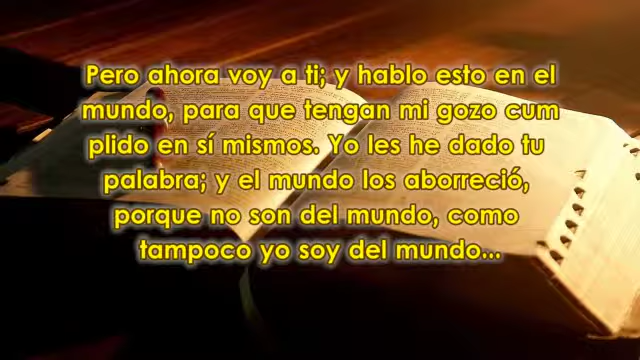 Pero ahora voy a ti; y hablo esto en el
mundo, para que tengan mi gozo cum
plido en sí mismos. Yo les he dado tu
palabra; y el mundo los aborreció,
porque no son del mundo, como
tampoco yo soy del mundo...